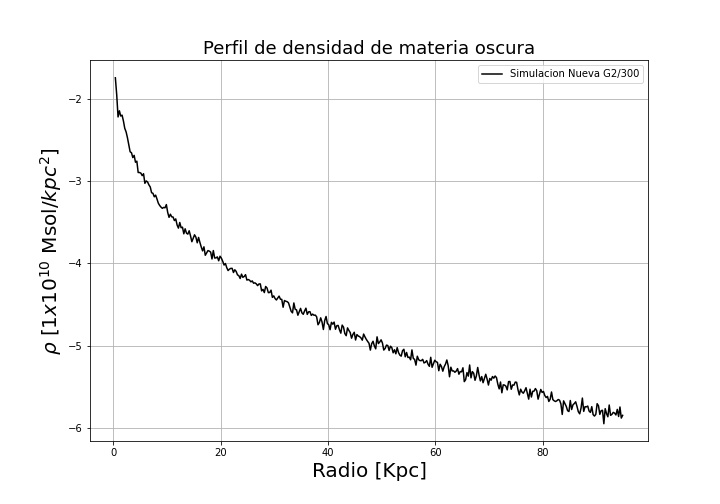 Perfil de densidad de materia oscura
Simulacion Nueva G2/300
ρ [1x10¹⁰ Msol/kpc²]
−2
−3
−4
−5
−6
0 20 40 60 80
Radio [Kpc]